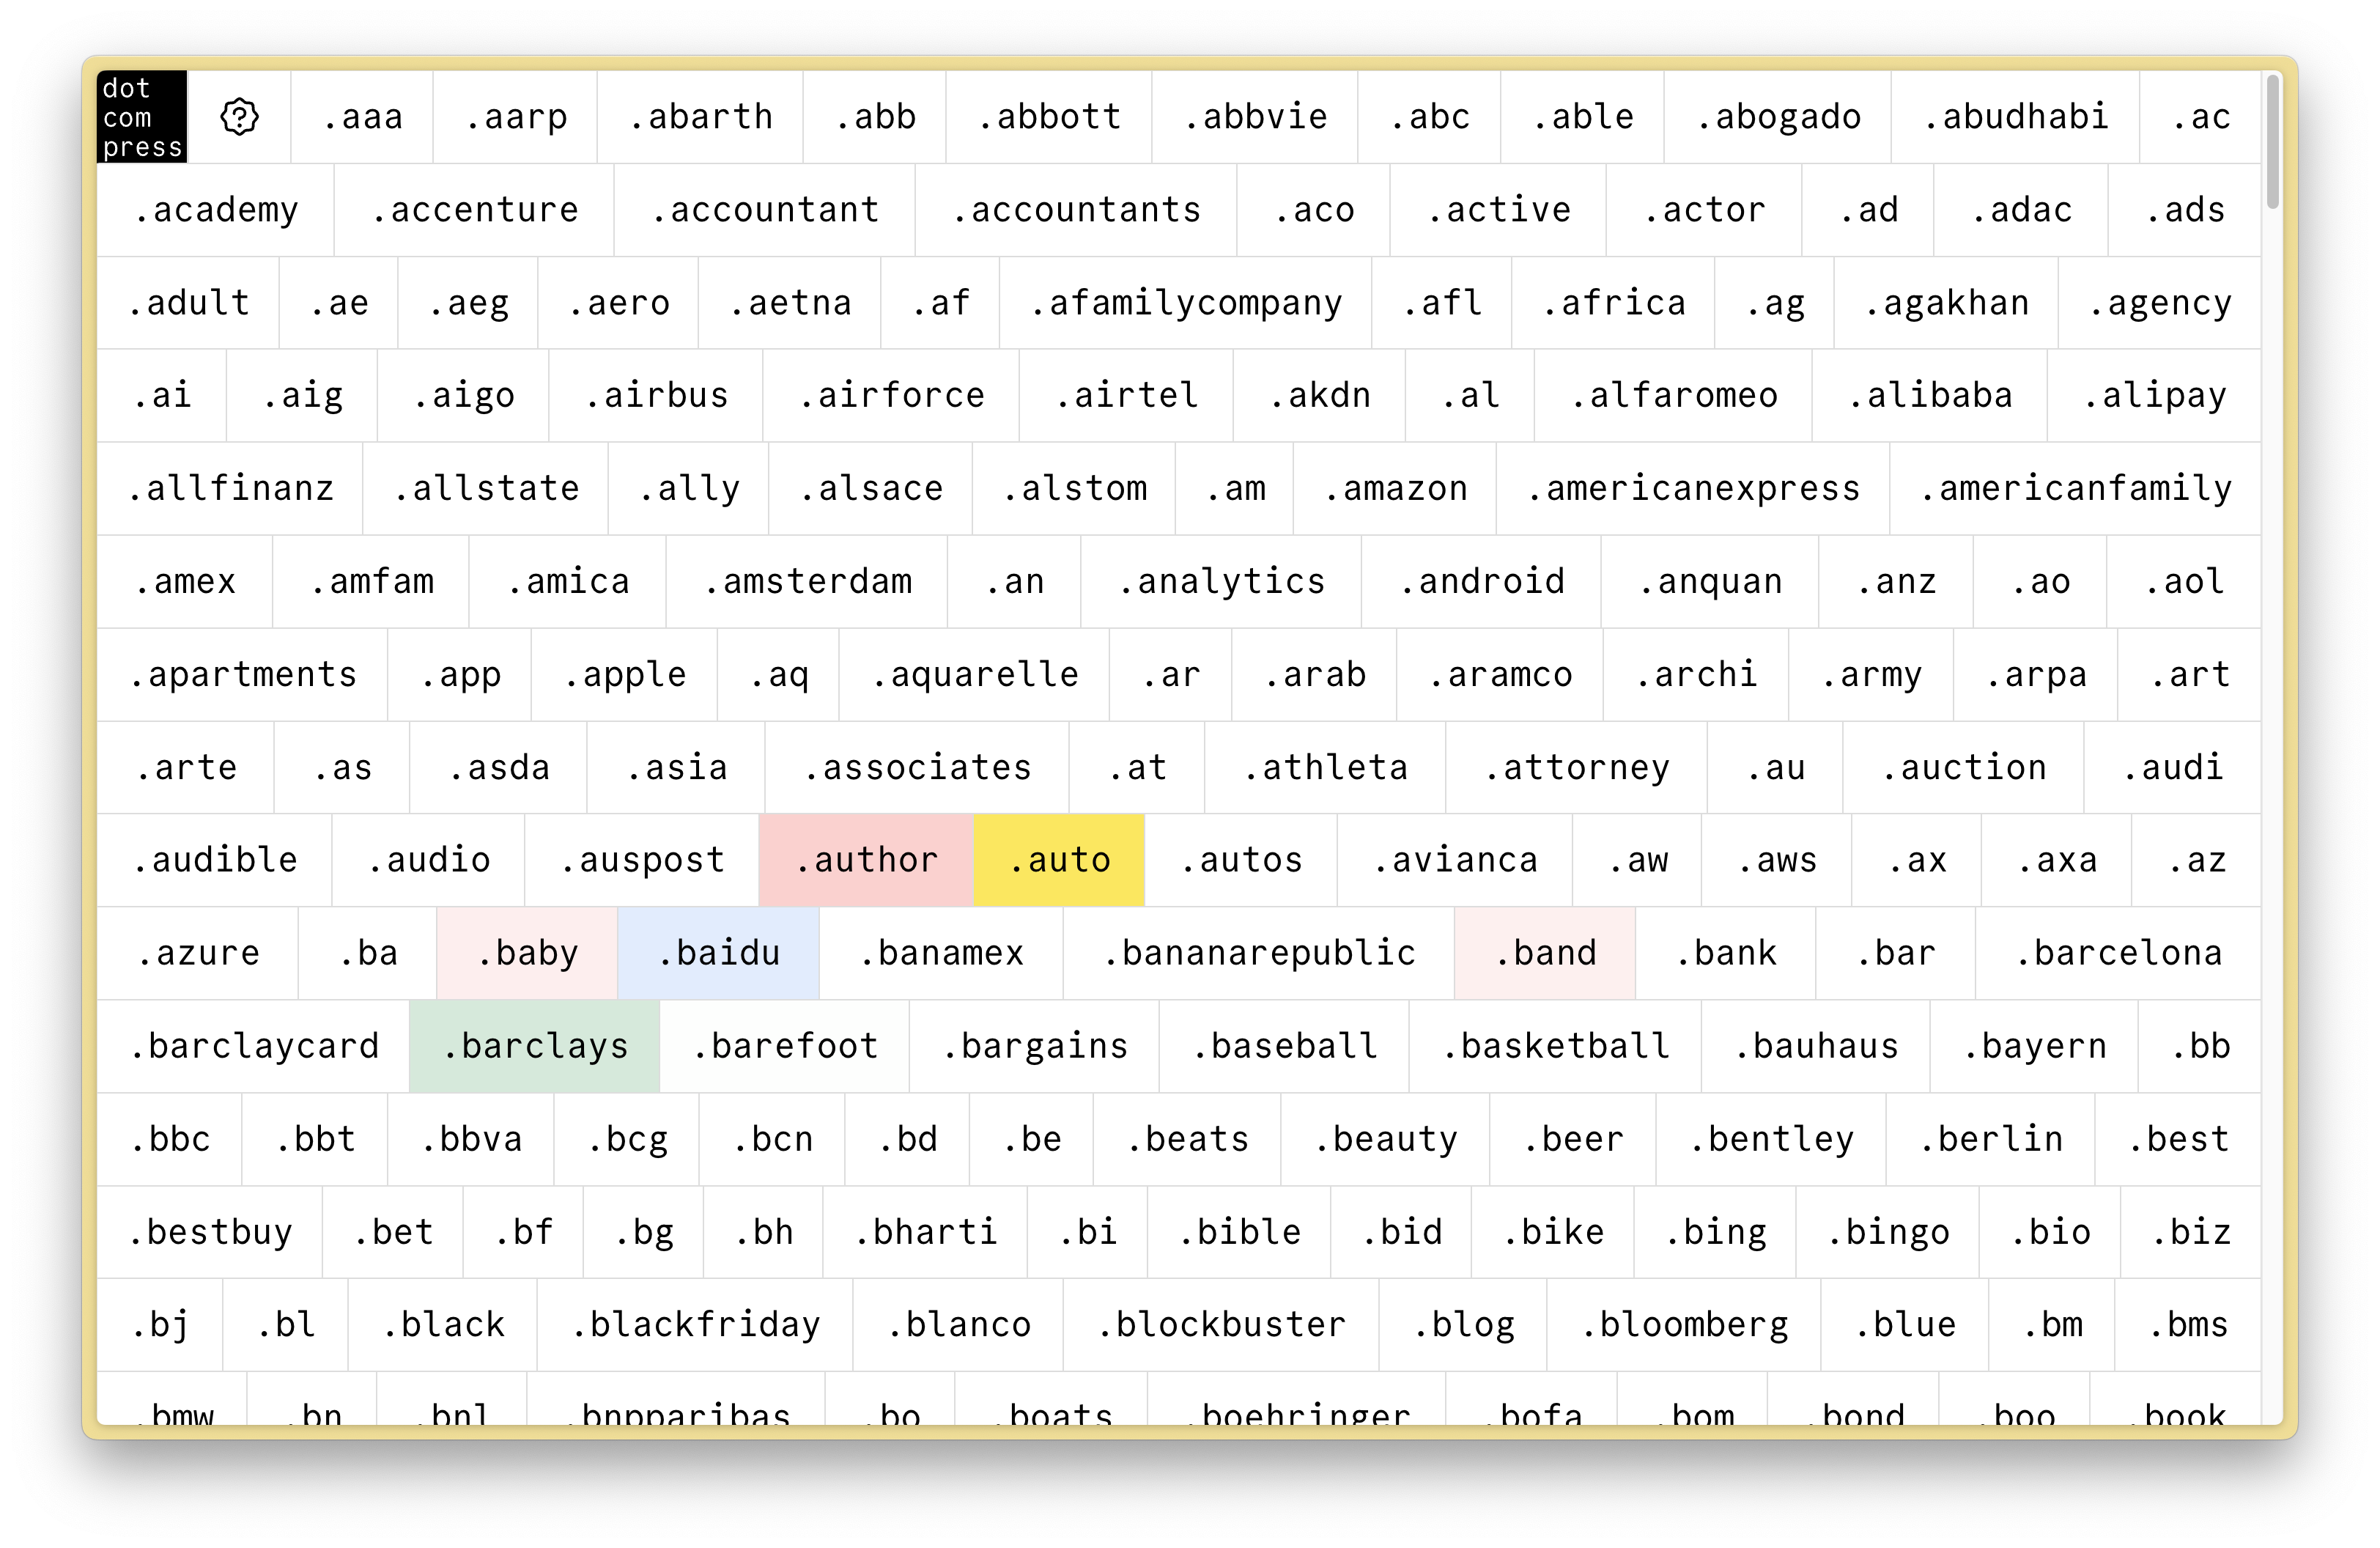 dot
com
press
.aaa .aarp .abarth .abb .abbott .abbvie .abc .able .abogado .abudhabi .ac
.academy .accenture .accountant .accountants .aco .active .actor .ad .adac .ads
.adult .ae .aeg .aero .aetna .af .afamilycompany .afl .africa .ag .agakhan .agency
.ai .aig .aigo .airbus .airforce .airtel .akdn .al .alfaromeo .alibaba .alipay
.allfinanz .allstate .ally .alsace .alstom .am .amazon .americanexpress .americanfamily
.amex .amfam .amica .amsterdam .an .analytics .android .anquan .anz .ao .aol
.apartments .app .apple .aq .aquarelle .ar .arab .aramco .archi .army .arpa .art
.arte .as .asda .asia .associates .at .athleta .attorney .au .auction .audi
.audible .audio .auspost .author .auto .autos .avianca .aw .aws .ax .axa .az
.azure .ba .baby .baidu .banamex .bananarepublic .band .bank .bar .barcelona
.barclaycard .barclays .barefoot .bargains .baseball .basketball .bauhaus .bayern .bb
.bbc .bbt .bbva .bcg .bcn .bd .be .beats .beauty .beer .bentley .berlin .best
.bestbuy .bet .bf .bg .bh .bharti .bi .bible .bid .bike .bing .bingo .bio .biz
.bj .bl .black .blackfriday .blanco .blockbuster .blog .bloomberg .blue .bm .bms
.bmw .bn .bnl .bnpparibas .bo .boats .boehringer .bofa .bom .bond .boo .book